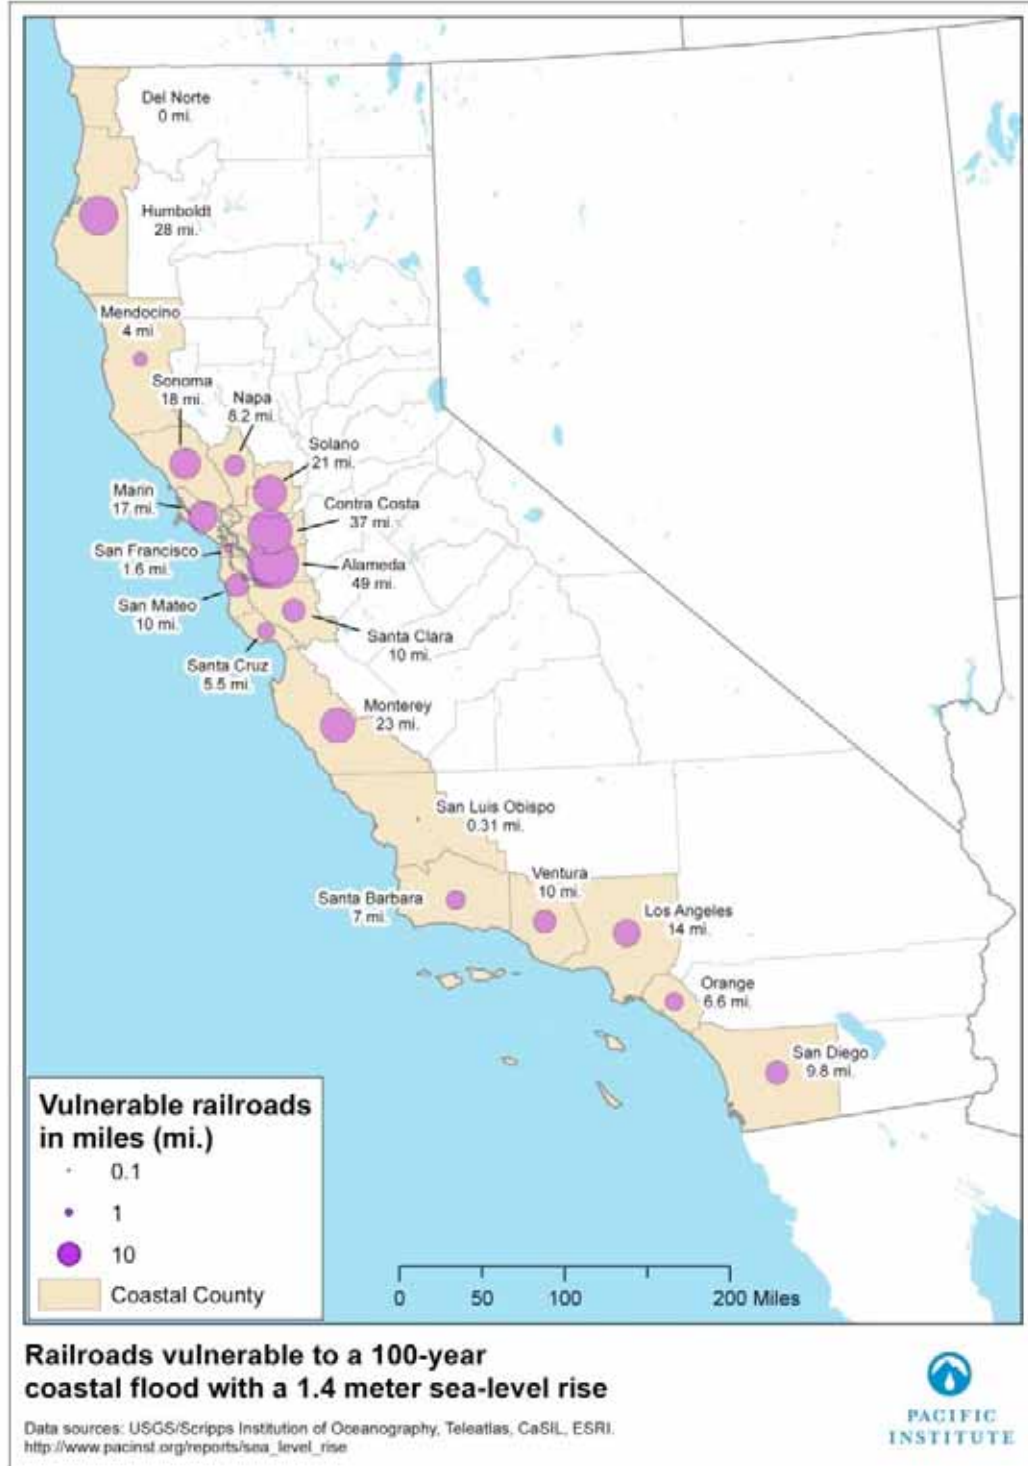 Del Norte
0 mi.
Humboldt
28 mi.
Mendocino
4 mi
Sonoma
18 mi.
Napa
8.2 mi.
Solano
21 mi.
Marin
17 mi.
Contra Costa
37 mi.
San Francisco
1.6 mi.
Alameda
49 mi.
San Mateo
10 mi.
Santa Clara
10 mi.
Santa Cruz
5.5 mi.
Monterey
23 mi.
San Luis Obispo
0.31 mi.
Ventura
10 mi.
Santa Barbara
7 mi.
Los Angeles
14 mi.
Orange
6.6 mi.
San Diego
9.8 mi.
Vulnerable railroads
in miles (mi.)
0.1
1
10
Coastal County
0 50 100 200 Miles
Railroads vulnerable to a 100-year
coastal flood with a 1.4 meter sea-level rise
Data sources: USGS/Scripps Institution of Oceanography, Teleatlas, CaSIL, ESRI.
http://www.pacinst.org/reports/sea_level_rise
PACIFIC
INSTITUTE